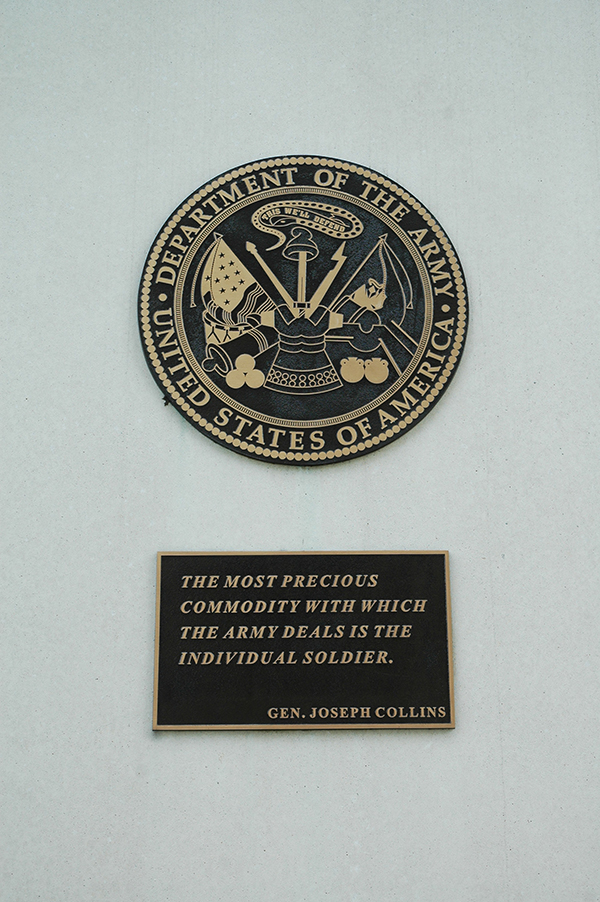 DEPARTMENT OF THE ARMY
THIS WE'LL DEFEND
UNITED STATES OF AMERICA
THE MOST PRECIOUS
COMMODITY WITH WHICH
THE ARMY DEALS IS THE
INDIVIDUAL SOLDIER.
GEN. JOSEPH COLLINS